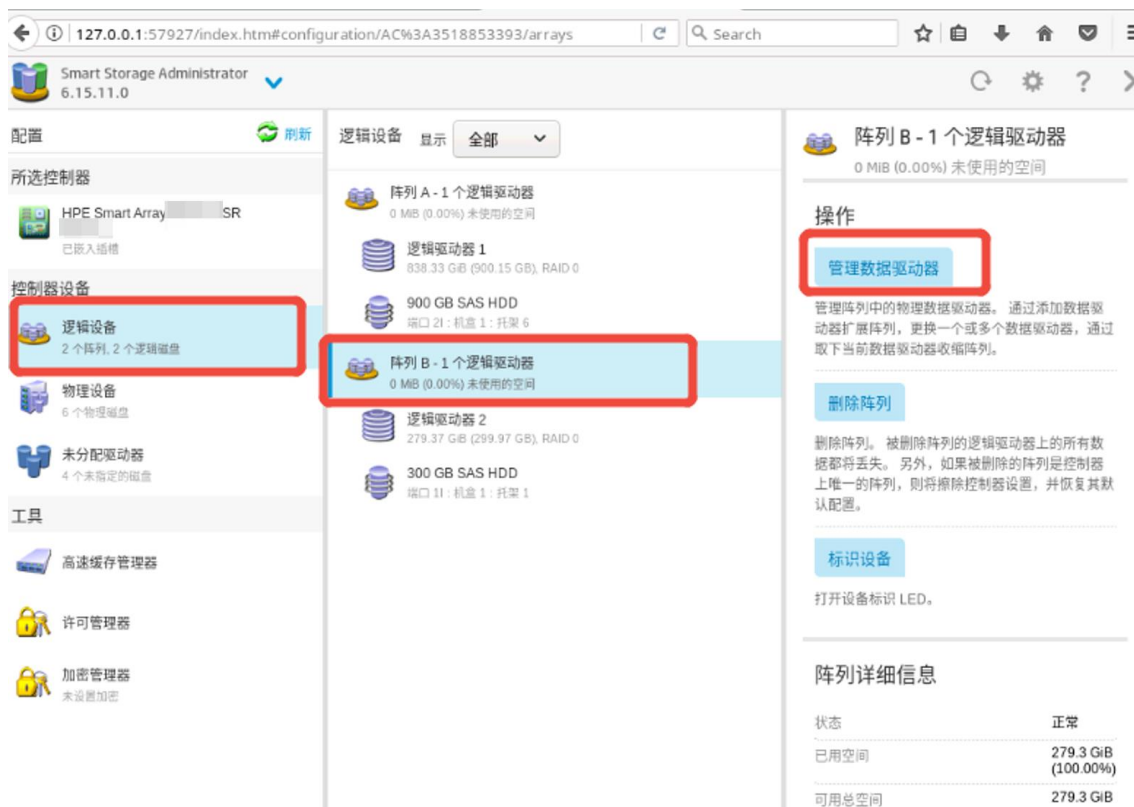 127.0.0.1:57927/index.htm#configuration/AC%3A3518853393/arrays
Search
Smart Storage Administrator
6.15.11.0
配置
刷新
所选控制器
HPE Smart Array SR
已嵌入插槽
控制器设备
逻辑设备
2 个阵列, 2 个逻辑磁盘
物理设备
6 个物理磁盘
未分配驱动器
4 个未指定的磁盘
工具
高速缓存管理器
许可管理器
加密管理器
未设置加密
逻辑设备 显示 全部
阵列 A - 1 个逻辑驱动器
0 MiB (0.00%) 未使用的空间
逻辑驱动器 1
838.33 GiB (900.15 GB), RAID 0
900 GB SAS HDD
端口 2I : 机盒 1 : 托架 6
阵列 B - 1 个逻辑驱动器
0 MiB (0.00%) 未使用的空间
逻辑驱动器 2
279.37 GiB (299.97 GB), RAID 0
300 GB SAS HDD
端口 1I : 机盒 1 : 托架 1
阵列 B - 1 个逻辑驱动器
0 MiB (0.00%) 未使用的空间
操作
管理数据驱动器
管理阵列中的物理数据驱动器。 通过添加数据驱
动器扩展阵列，更换一个或多个数据驱动器，通过
取下当前数据驱动器收缩阵列。
删除阵列
删除阵列。 被删除阵列的逻辑驱动器上的所有数
据都将丢失。 另外，如果被删除的阵列是控制器
上唯一的阵列，则将擦除控制器设置，并恢复其默
认配置。
标识设备
打开设备标识 LED。
阵列详细信息
状态 正常
已用空间 279.3 GiB
(100.00%)
可用总空间 279.3 GiB